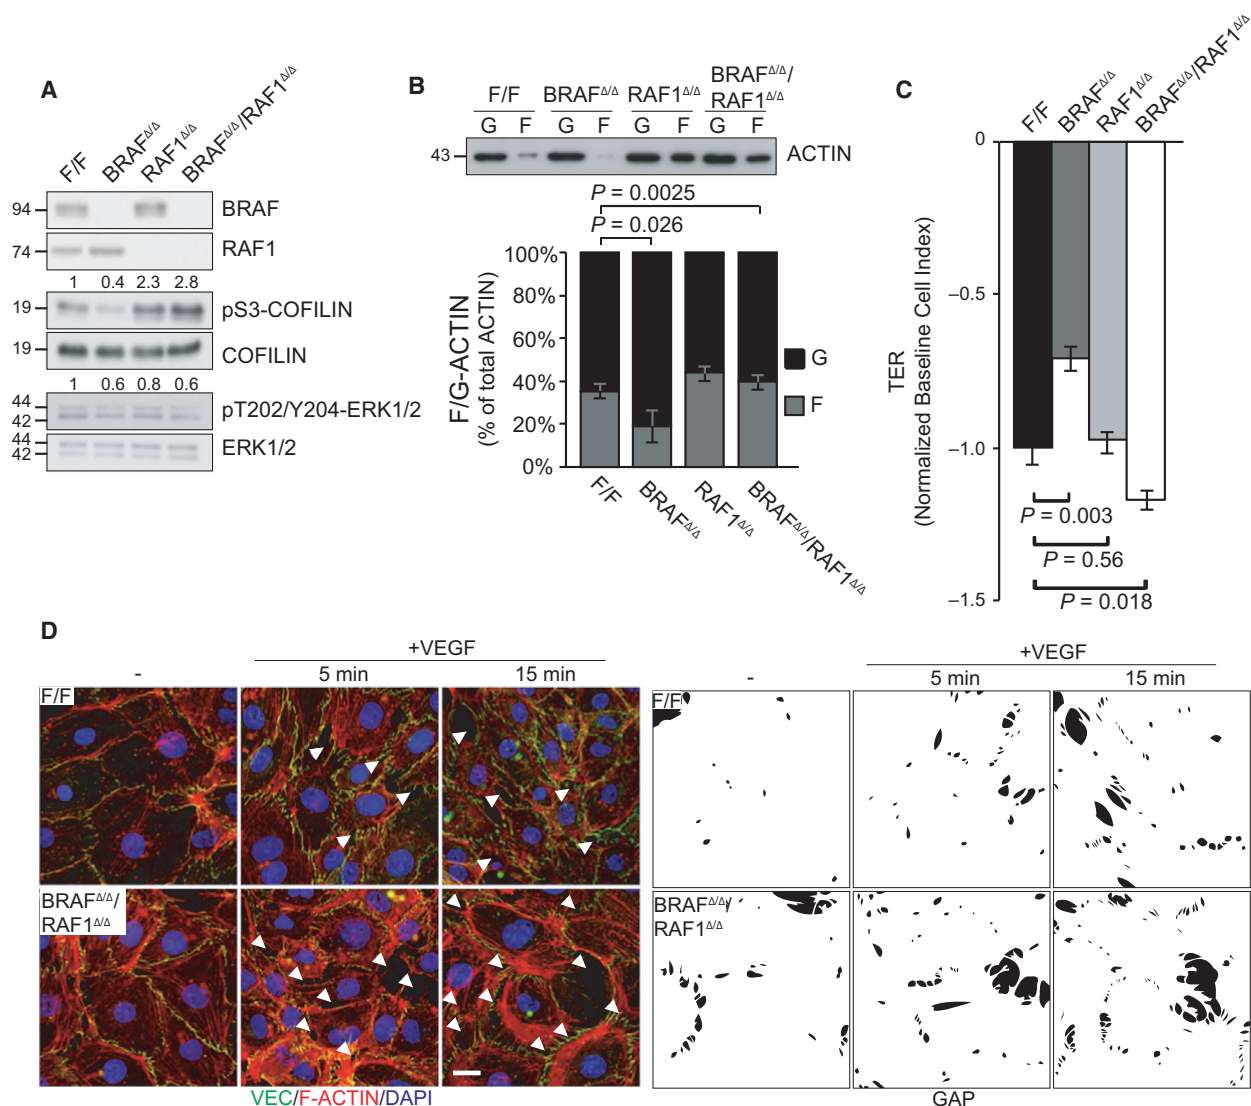 A
F/F
BRAFΔ/Δ
RAF1Δ/Δ
BRAFΔ/Δ/RAF1Δ/Δ
94
BRAF
74
RAF1
1 0.4 2.3 2.8
19
pS3-COFILIN
19
COFILIN
1 0.6 0.8 0.6
44
42
pT202/Y204-ERK1/2
44
42
ERK1/2
B
F/F BRAFΔ/Δ RAF1Δ/Δ BRAFΔ/Δ/
RAF1Δ/Δ
G F G F G F G F
43
ACTIN
P = 0.0025
P = 0.026
F/G-ACTIN
(% of total ACTIN)
100%
80%
60%
40%
20%
0%
G
F
F/F
BRAFΔ/Δ
RAF1Δ/Δ
BRAFΔ/Δ/RAF1Δ/Δ
C
F/F
BRAFΔ/Δ
RAF1Δ/Δ
BRAFΔ/Δ/RAF1Δ/Δ
TER
(Normalized Baseline Cell Index)
0
–0.5
–1.0
–1.5
P = 0.003
P = 0.56
P = 0.018
D
+VEGF
- 5 min 15 min
F/F
BRAFΔ/Δ/
RAF1Δ/Δ
VEC/F-ACTIN/DAPI
+VEGF
- 5 min 15 min
F/F
BRAFΔ/Δ/
RAF1Δ/Δ
GAP